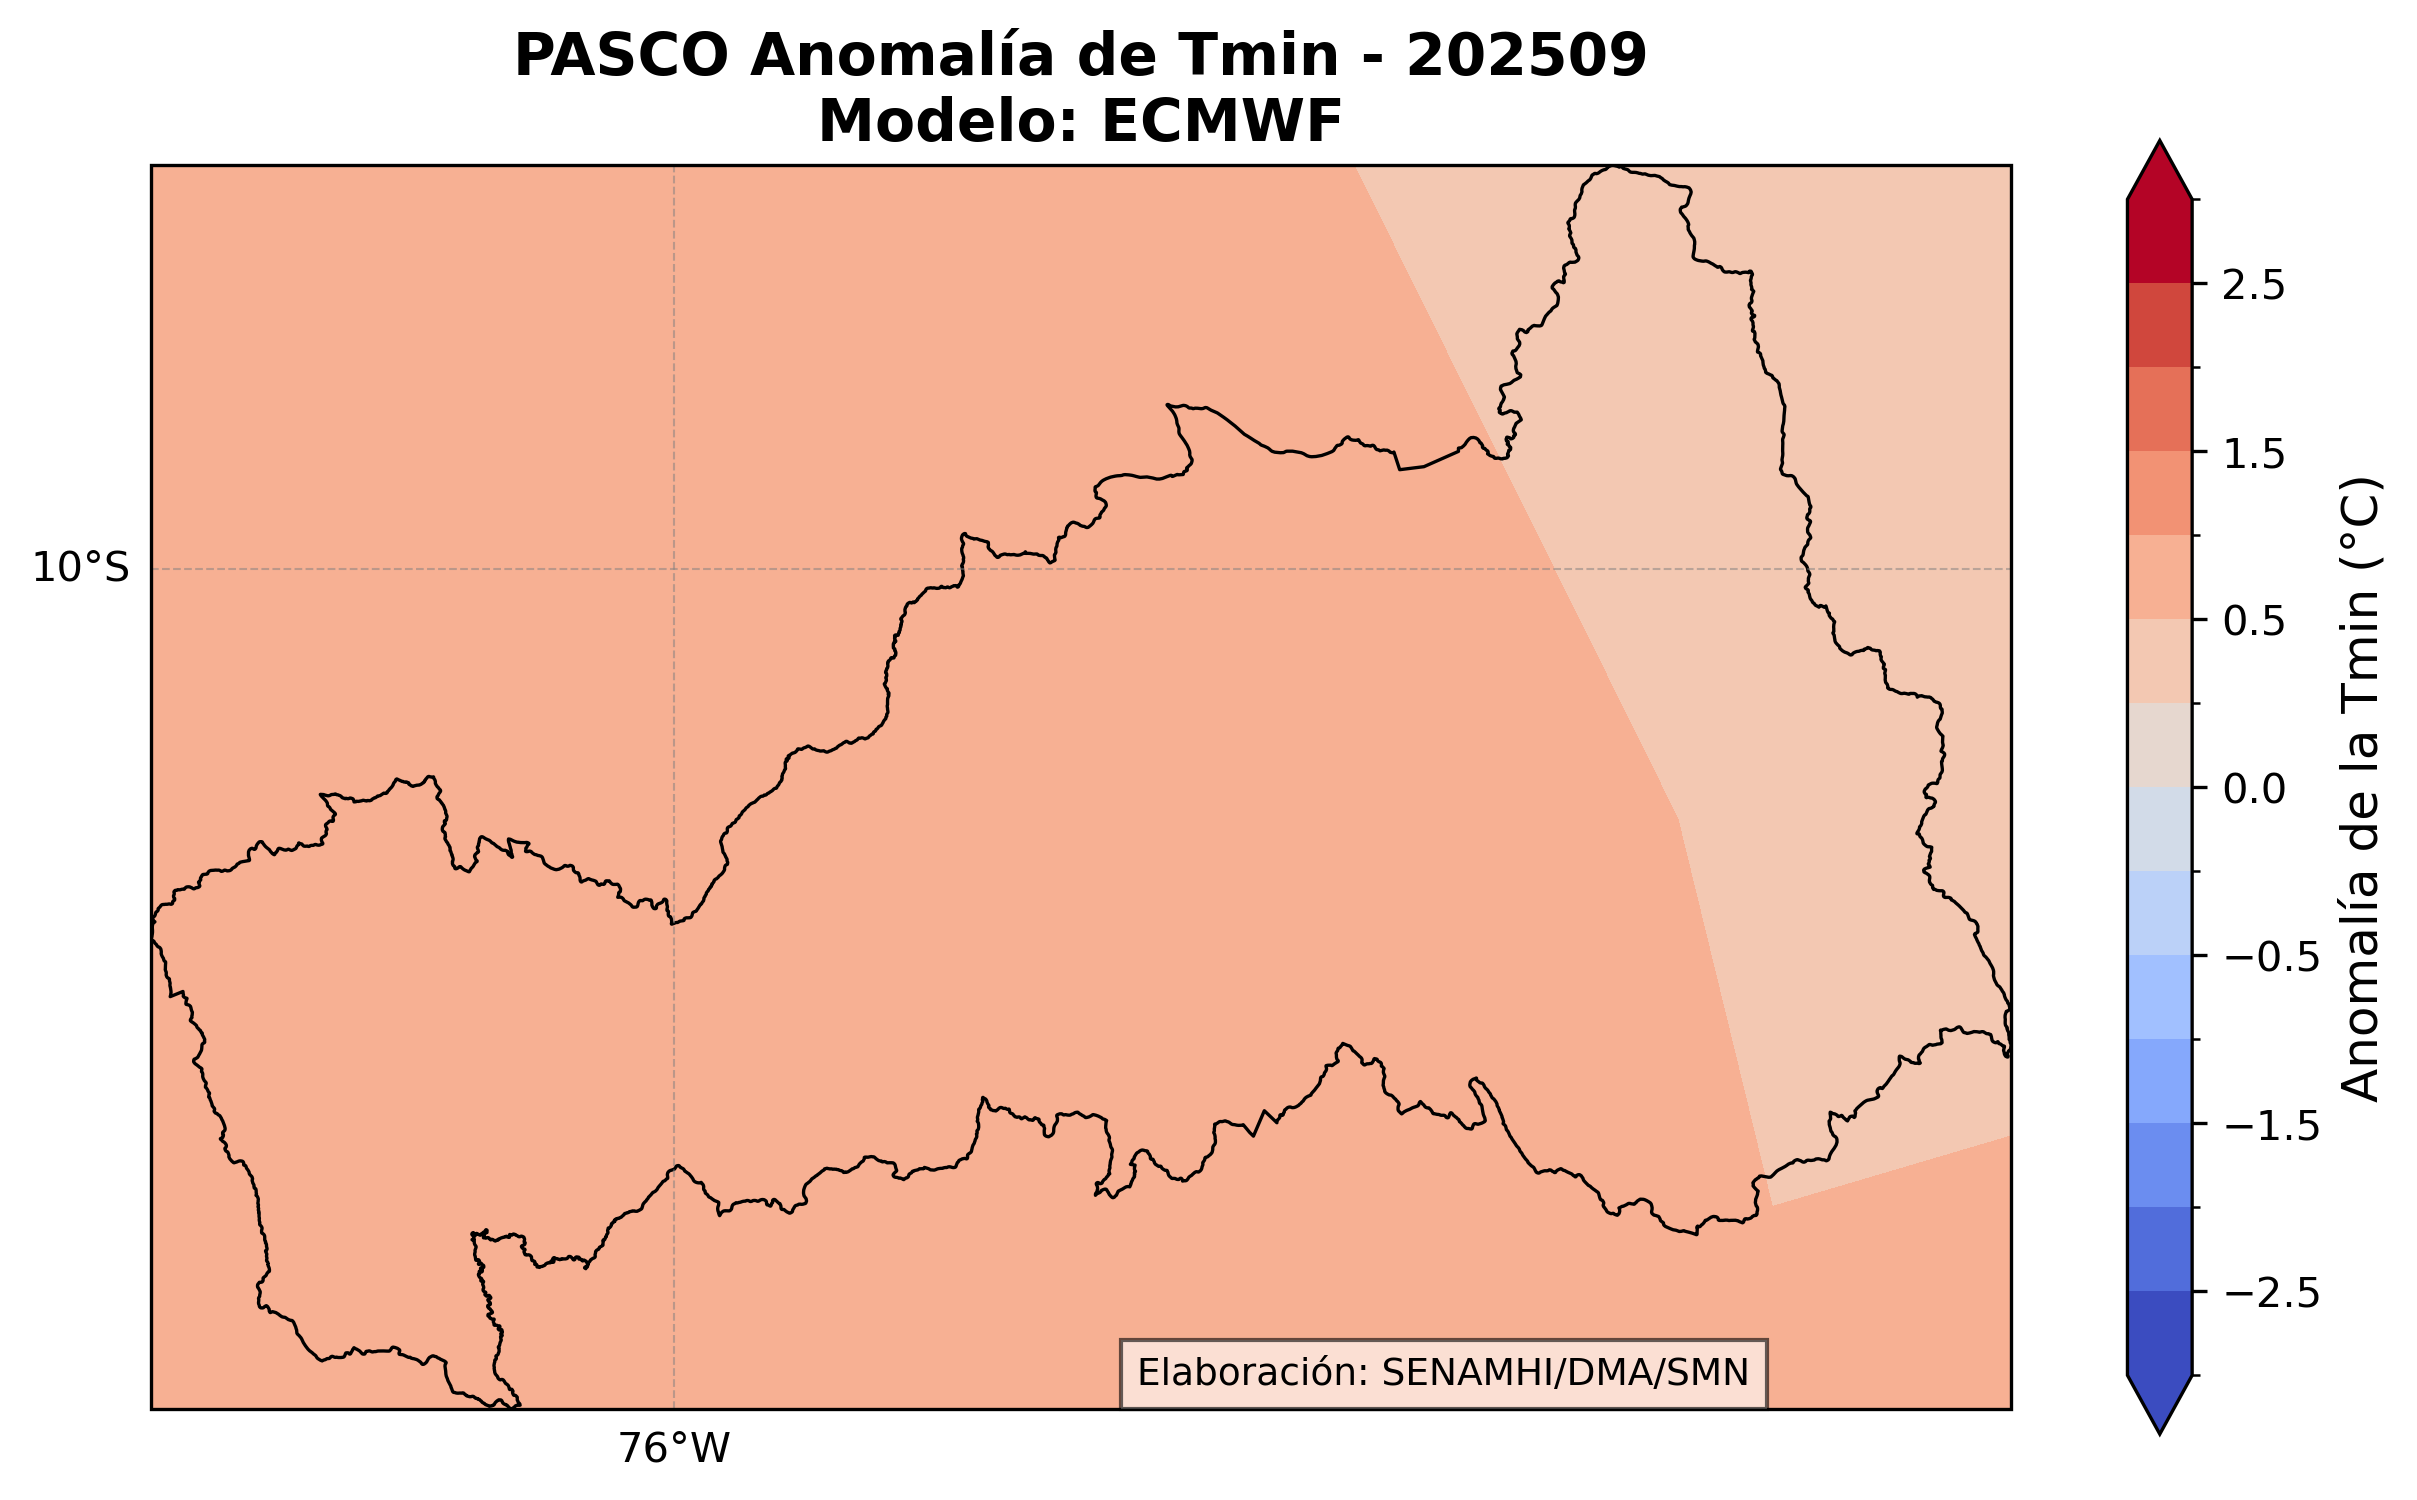 PASCO Anomalía de Tmin - 202509
Modelo: ECMWF
10°S
76°W
Elaboración: SENAMHI/DMA/SMN
2.5
1.5
0.5
0.0
−0.5
−1.5
−2.5
Anomalía de la Tmin (°C)